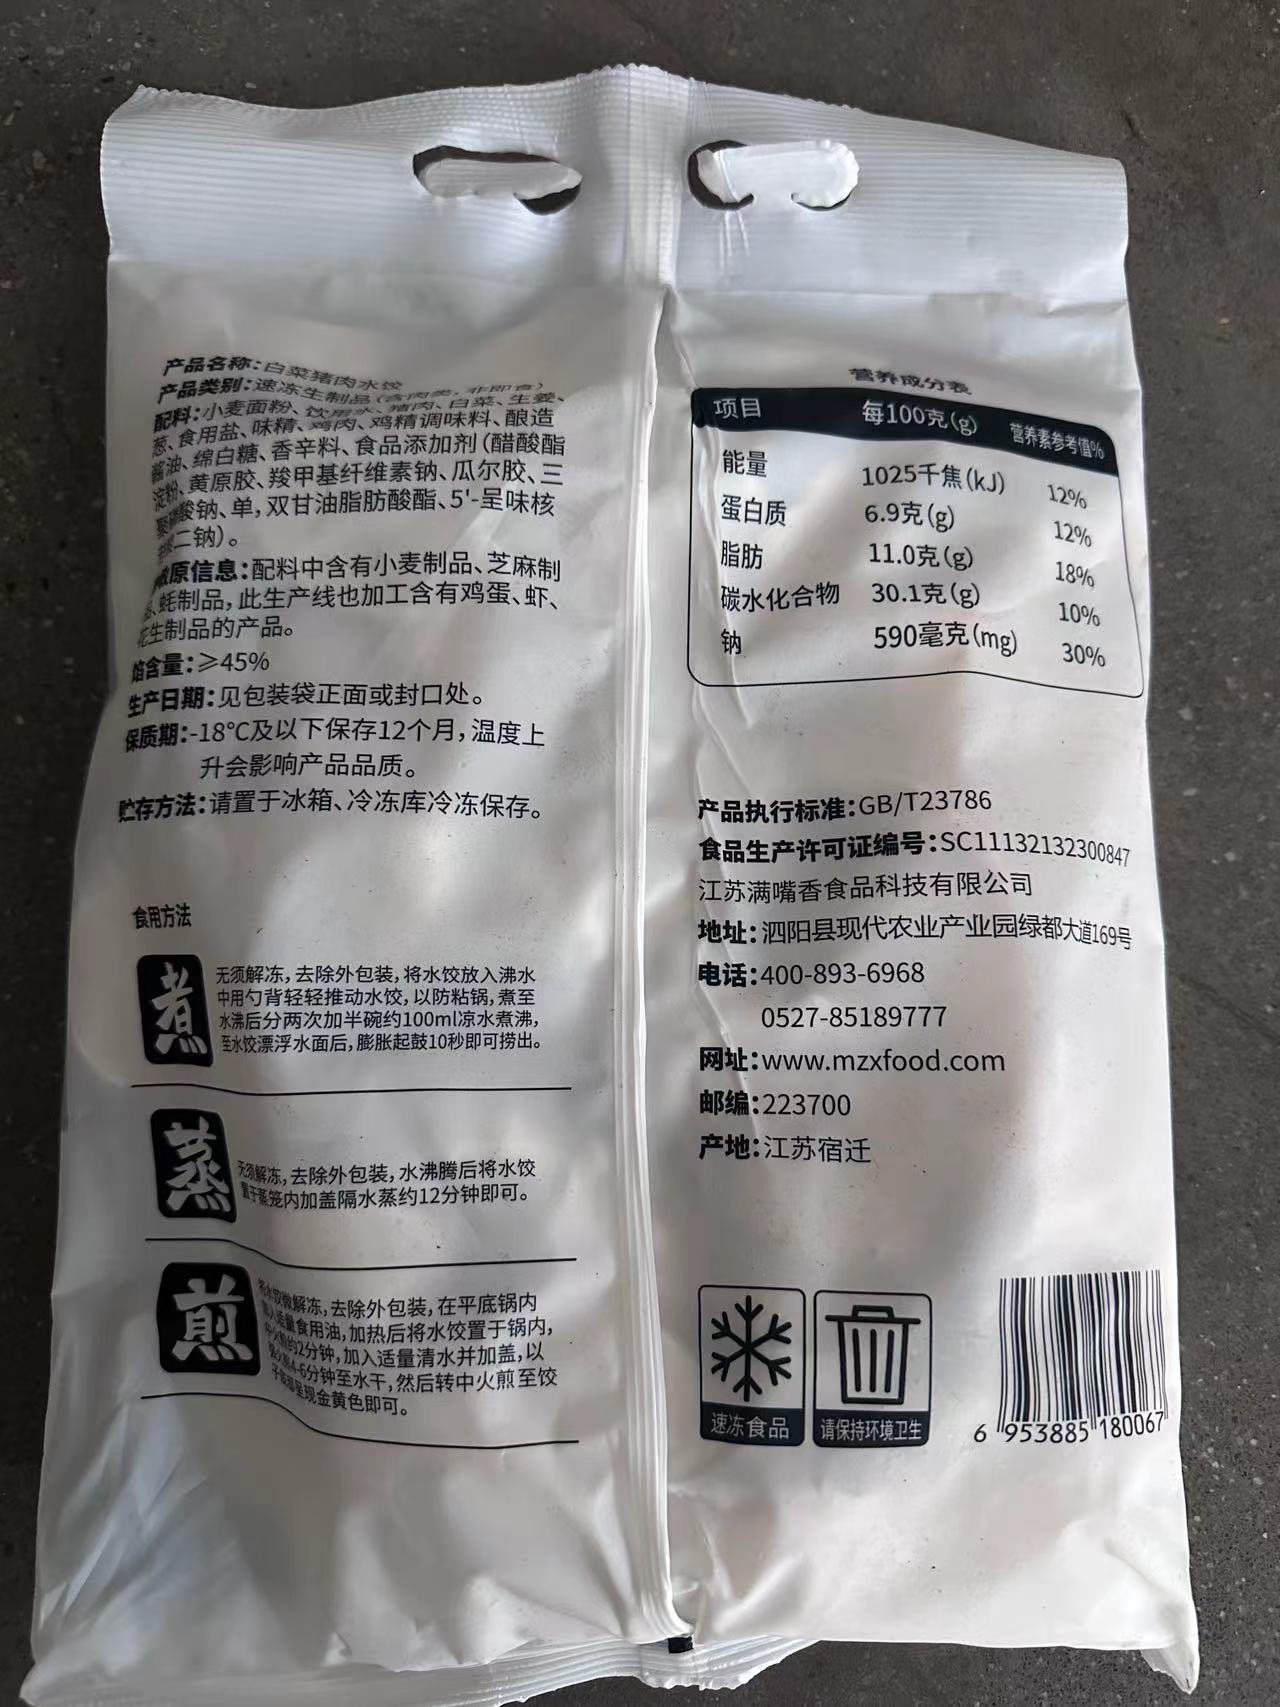 产品名称：白菜猪肉水饺
产品类别：速冻生制品（含肉类，非即食）
配料：小麦面粉、饮用水、猪肉、白菜、生姜、
葱、食用盐、味精、鸡肉、鸡精调味料、酿造
酱油、绵白糖、香辛料、食品添加剂（醋酸酯
淀粉、黄原胶、羧甲基纤维素钠、瓜尔胶、三
聚磷酸钠、单，双甘油脂肪酸酯、5'-呈味核
苷酸二钠）。
致敏原信息：配料中含有小麦制品、芝麻制
品、蚝制品，此生产线也加工含有鸡蛋、虾、
花生制品的产品。
馅含量：≥45%
生产日期：见包装袋正面或封口处。
保质期：-18℃及以下保存12个月，温度上
升会影响产品品质。
贮存方法：请置于冰箱、冷冻库冷冻保存。
食用方法
煮
无须解冻，去除外包装，将水饺放入沸水
中用勺背轻轻推动水饺，以防粘锅，煮至
水沸后分两次加半碗约100ml凉水煮沸，
至水饺漂浮水面后，膨胀起鼓10秒即可捞出。
蒸
无须解冻，去除外包装，水沸腾后将水饺
置于蒸笼内加盖隔水蒸约12分钟即可。
煎
将水饺微解冻，去除外包装，在平底锅内
加入适量食用油，加热后将水饺置于锅内，
中火煎约2分钟，加入适量清水并加盖，以
4-6分钟至水干，然后转中火煎至饺
子底部呈现金黄色即可。
营养成分表
项目 每100克(g) 营养素参考值%
能量 1025千焦(kJ) 12%
蛋白质 6.9克(g) 12%
脂肪 11.0克(g) 18%
碳水化合物 30.1克(g) 10%
钠 590毫克(mg) 30%
产品执行标准：GB/T23786
食品生产许可证编号：SC11132132300847
江苏满嘴香食品科技有限公司
地址：泗阳县现代农业产业园绿都大道169号
电话：400-893-6968
0527-85189777
网址：www.mzxfood.com
邮编：223700
产地：江苏宿迁
速冻食品
请保持环境卫生
6 953885 180067